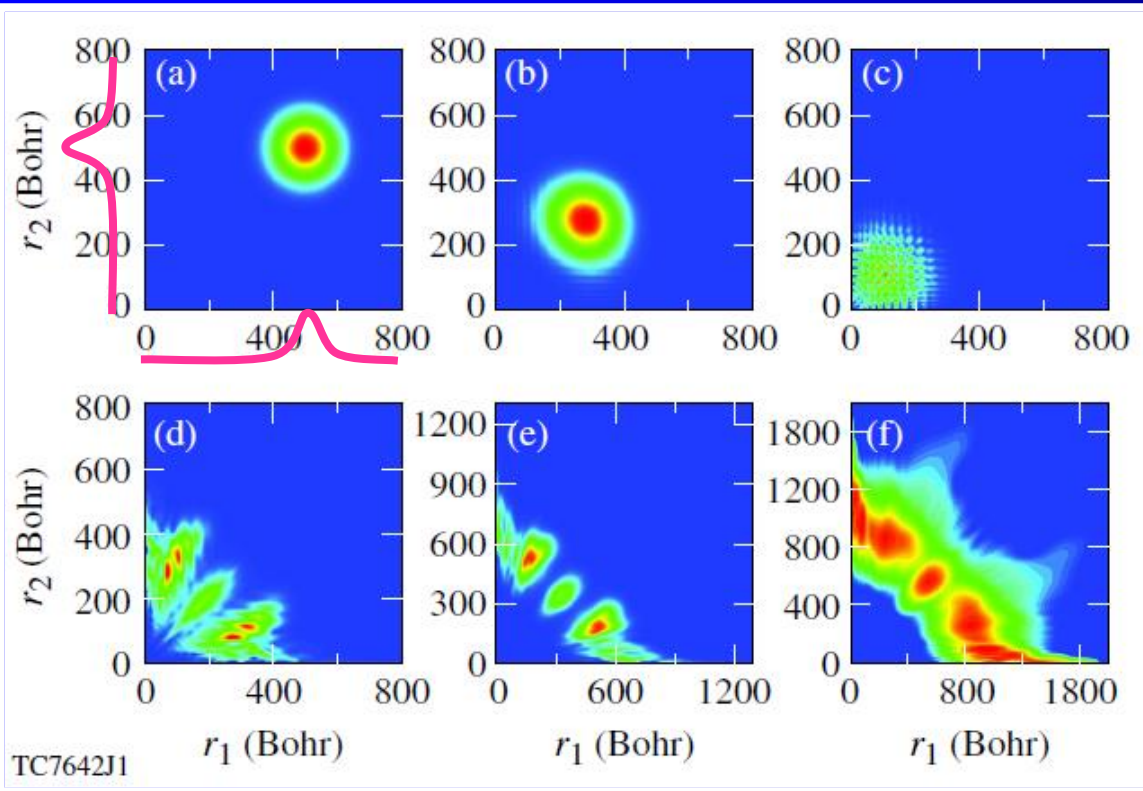 (a) (b) (c)
r2 (Bohr)
800 800 800
600 600 600
400 400 400
200 200 200
0 0 0
0 400 800 0 400 800 0 400 800
(d) (e) (f)
r2 (Bohr)
800 1200 1800
600 900 1200
400 600 800
200 300 400
0 0 0
0 400 800 0 600 1200 0 800 1800
r1 (Bohr) r1 (Bohr) r1 (Bohr)
TC7642J1